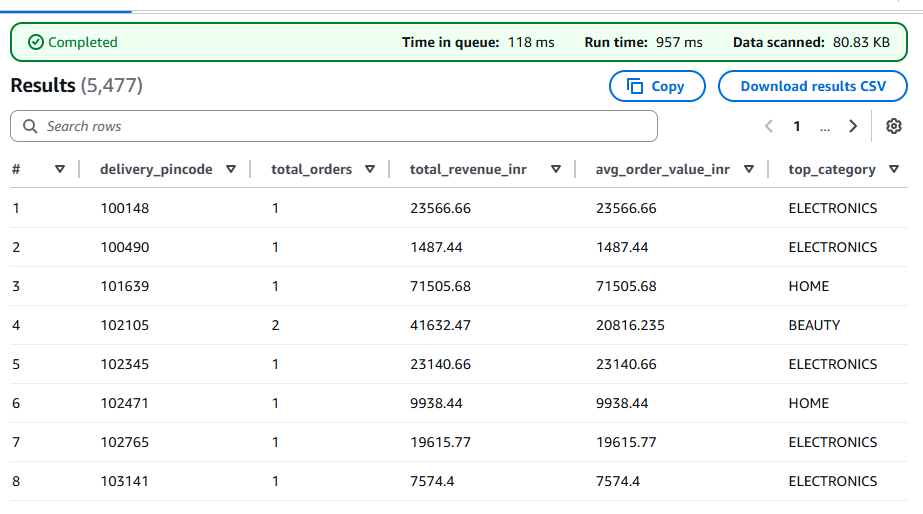 Completed Time in queue: 118 ms Run time: 957 ms Data scanned: 80.83 KB
Results (5,477) Copy Download results CSV
Search rows 1 ...
# delivery_pincode total_orders total_revenue_inr avg_order_value_inr top_category
1 100148 1 23566.66 23566.66 ELECTRONICS
2 100490 1 1487.44 1487.44 ELECTRONICS
3 101639 1 71505.68 71505.68 HOME
4 102105 2 41632.47 20816.235 BEAUTY
5 102345 1 23140.66 23140.66 ELECTRONICS
6 102471 1 9938.44 9938.44 HOME
7 102765 1 19615.77 19615.77 ELECTRONICS
8 103141 1 7574.4 7574.4 ELECTRONICS